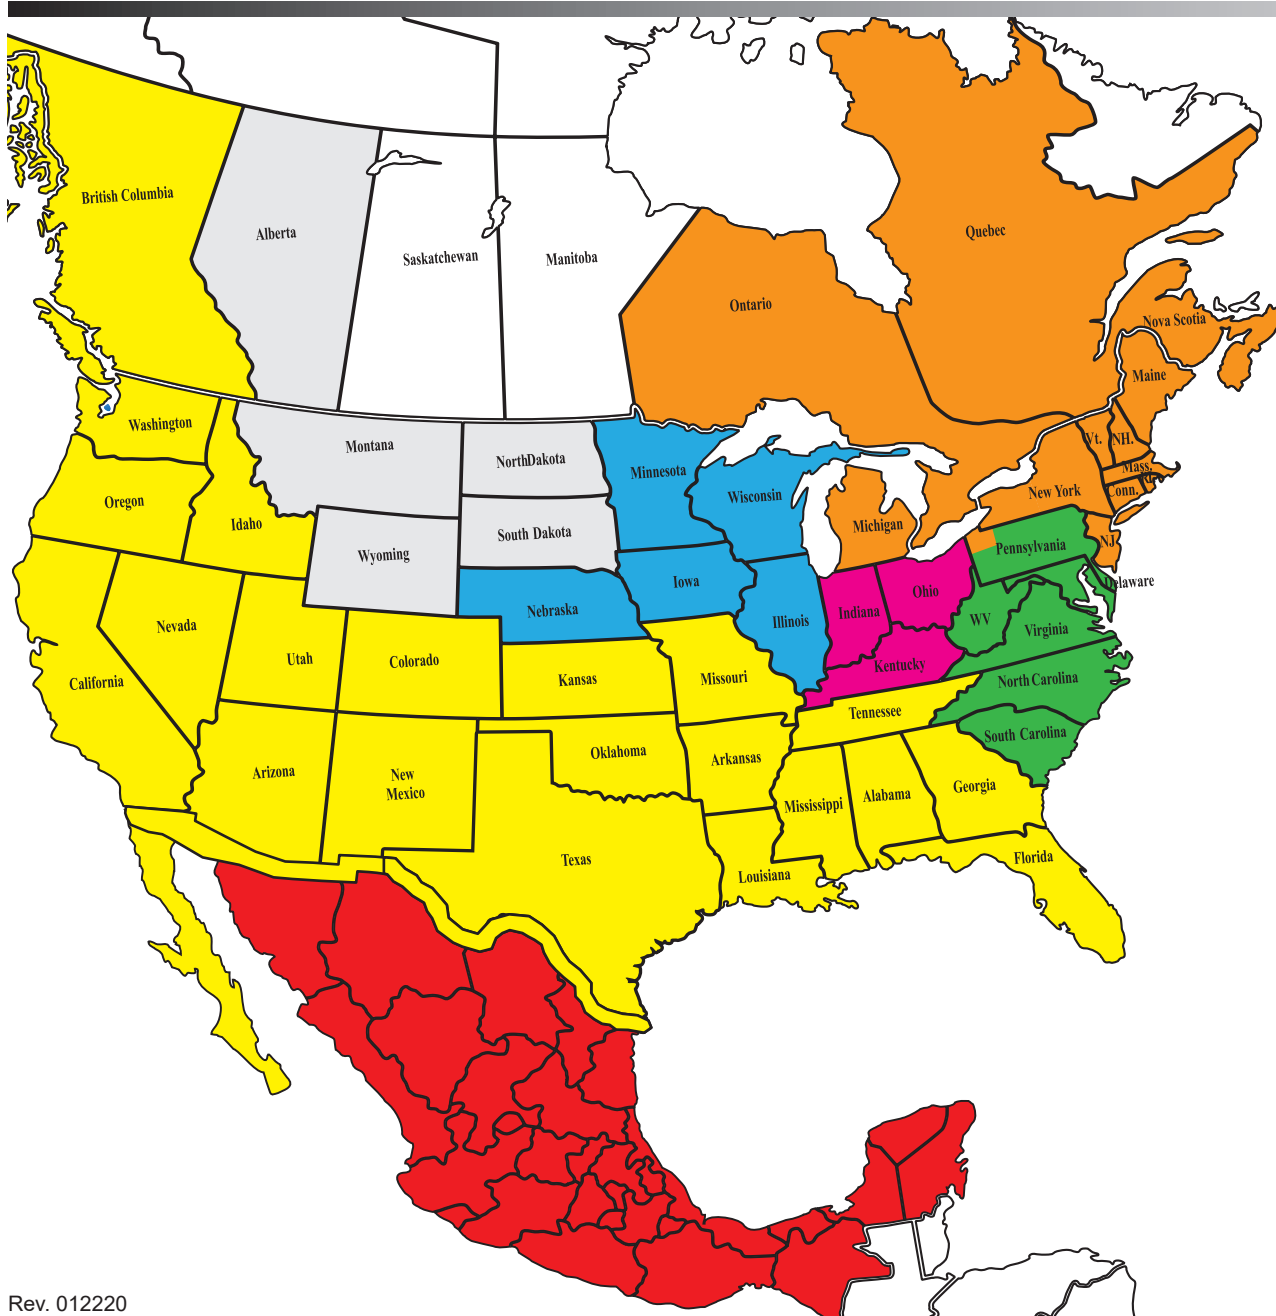 British Columbia
Alberta
Saskatchewan
Manitoba
Ontario
Quebec
Nova Scotia
Maine
Washington
Montana
NorthDakota
Minnesota
Wisconsin
Vt.
NH.
Mass.
RI.
Conn.
New York
Oregon
Idaho
Wyoming
South Dakota
Michigan
Pennsylvania
NJ
Delaware
Nevada
Utah
Colorado
Nebraska
Iowa
Illinois
Indiana
Ohio
WV
Virginia
California
Kansas
Missouri
Kentucky
North Carolina
Tennessee
South Carolina
Arizona
New
Mexico
Oklahoma
Arkansas
Mississippi
Alabama
Georgia
Texas
Louisiana
Florida
Rev. 012220